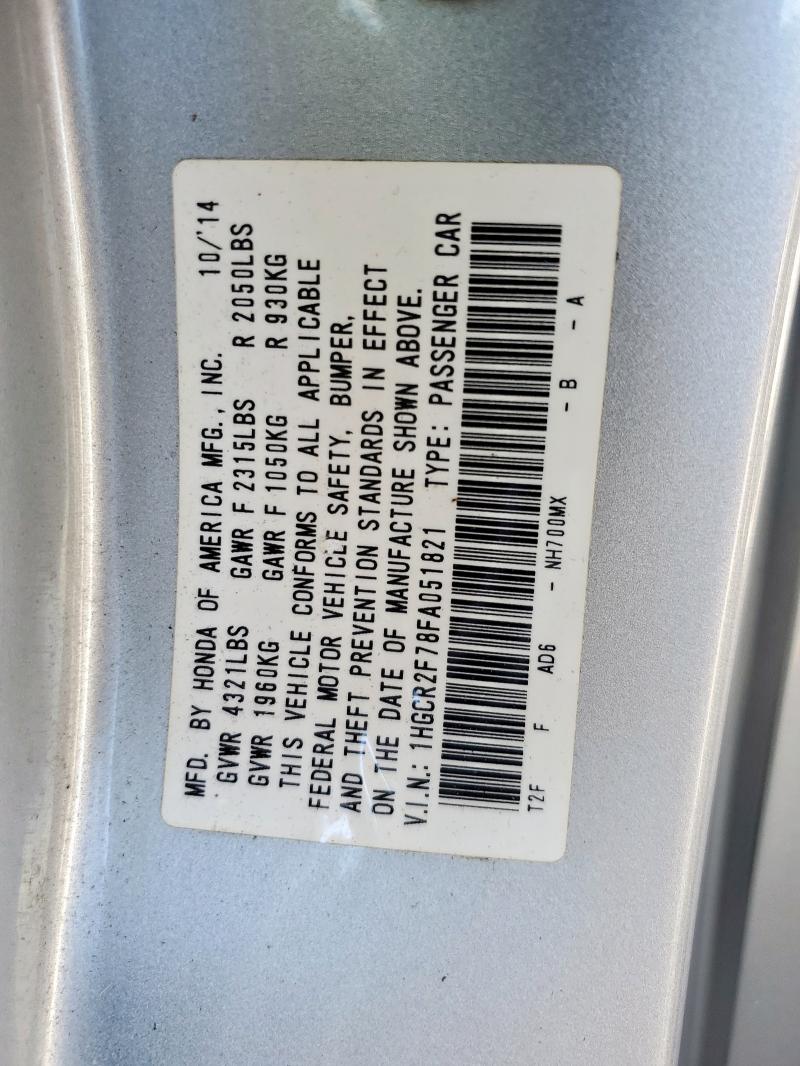 MFD. BY HONDA OF AMERICA MFG., INC. 10/'14
GVWR 4321LBS GAWR F 2315LBS R 2050LBS
GVWR 1960KG GAWR F 1050KG R 930KG
THIS VEHICLE CONFORMS TO ALL APPLICABLE
FEDERAL MOTOR VEHICLE SAFETY, BUMPER,
AND THEFT PREVENTION STANDARDS IN EFFECT
ON THE DATE OF MANUFACTURE SHOWN ABOVE.
V.I.N.: 1HGCR2F78FA051821 TYPE: PASSENGER CAR
T2F F AD6 - NH700MX - B - A